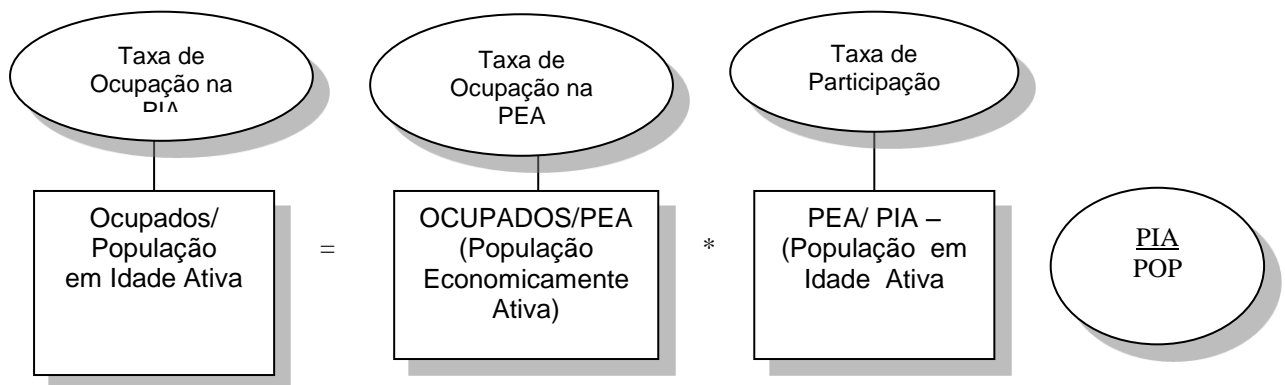 Taxa de
Ocupação na
PIA
Taxa de
Ocupação na
PEA
Taxa de
Participação
Ocupados/
População
em Idade Ativa
=
OCUPADOS/PEA
(População
Economicamente
Ativa)
*
PEA/ PIA –
(População em
Idade Ativa
PIA
POP